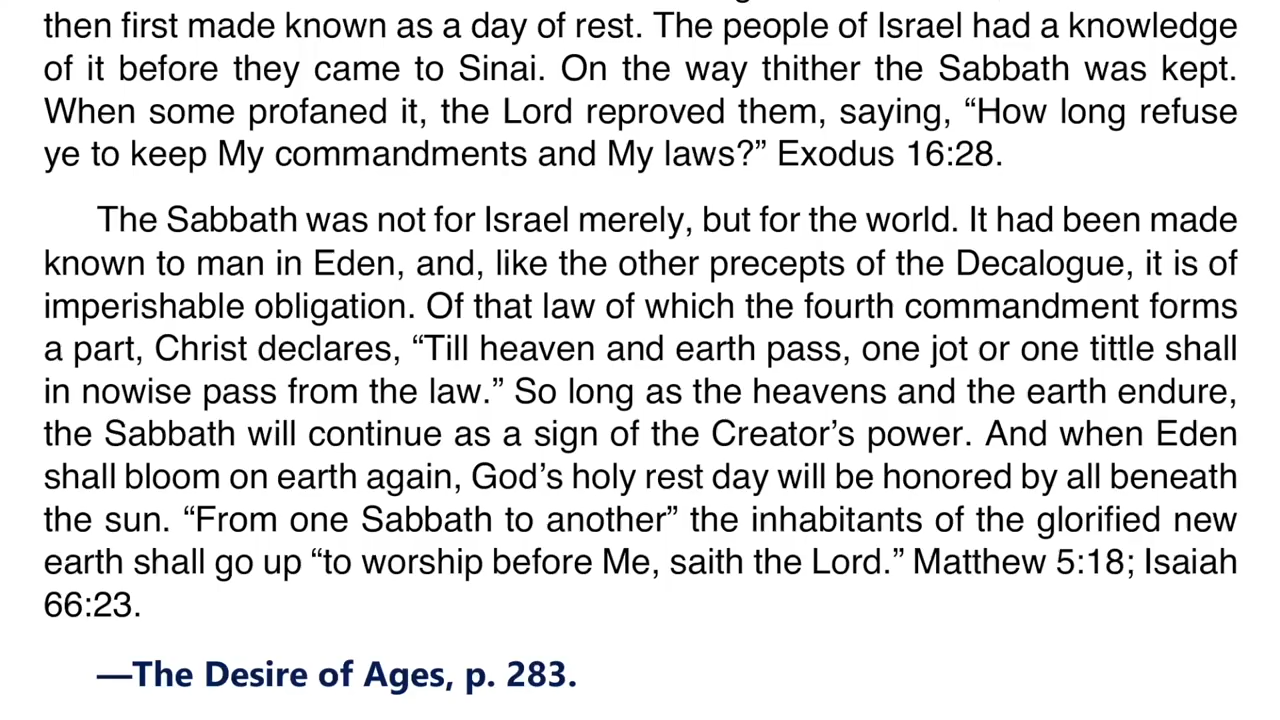 then first made known as a day of rest. The people of Israel had a knowledge
of it before they came to Sinai. On the way thither the Sabbath was kept.
When some profaned it, the Lord reproved them, saying, “How long refuse
ye to keep My commandments and My laws?” Exodus 16:28.
The Sabbath was not for Israel merely, but for the world. It had been made
known to man in Eden, and, like the other precepts of the Decalogue, it is of
imperishable obligation. Of that law of which the fourth commandment forms
a part, Christ declares, “Till heaven and earth pass, one jot or one tittle shall
in nowise pass from the law.” So long as the heavens and the earth endure,
the Sabbath will continue as a sign of the Creator’s power. And when Eden
shall bloom on earth again, God’s holy rest day will be honored by all beneath
the sun. “From one Sabbath to another” the inhabitants of the glorified new
earth shall go up “to worship before Me, saith the Lord.” Matthew 5:18; Isaiah
66:23.
—The Desire of Ages, p. 283.